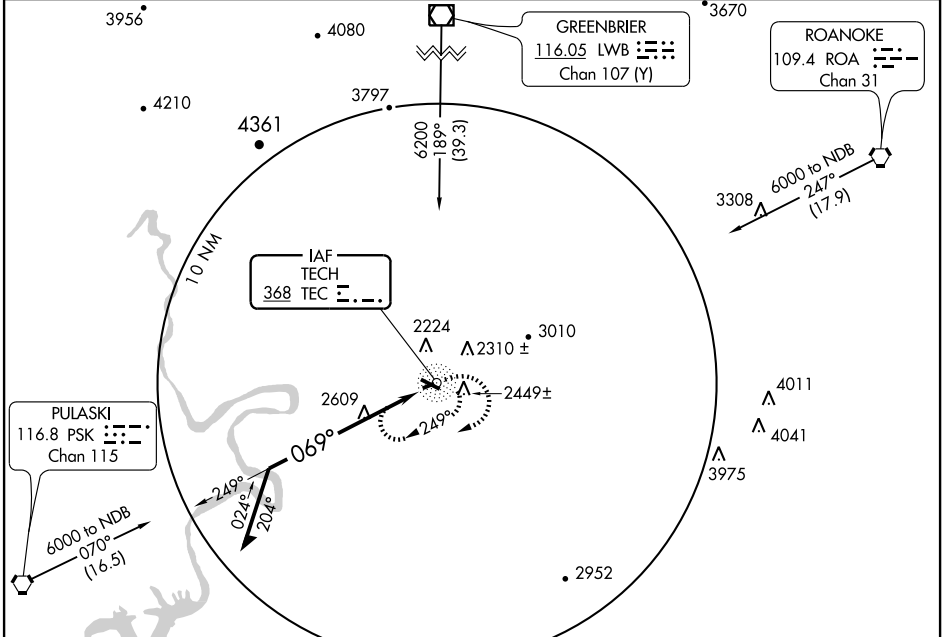 3956
4080
3670
GREENBRIER
116.05 LWB
Chan 107 (Y)
ROANOKE
109.4 ROA
Chan 31
4210
3797
4361
6200
189°
(39.3)
6000 to NDB
247°
(17.9)
3308
10 NM
IAF
TECH
368 TEC
2224
2310 ±
3010
2609
2449±
249°
4011
4041
3975
PULASKI
116.8 PSK
Chan 115
069°
249°
024°
204°
6000 to NDB
070°
(16.5)
2952